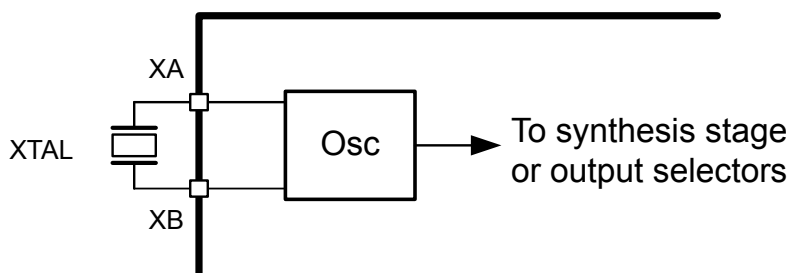 XA
XTAL
Osc
To synthesis stage
or output selectors
XB